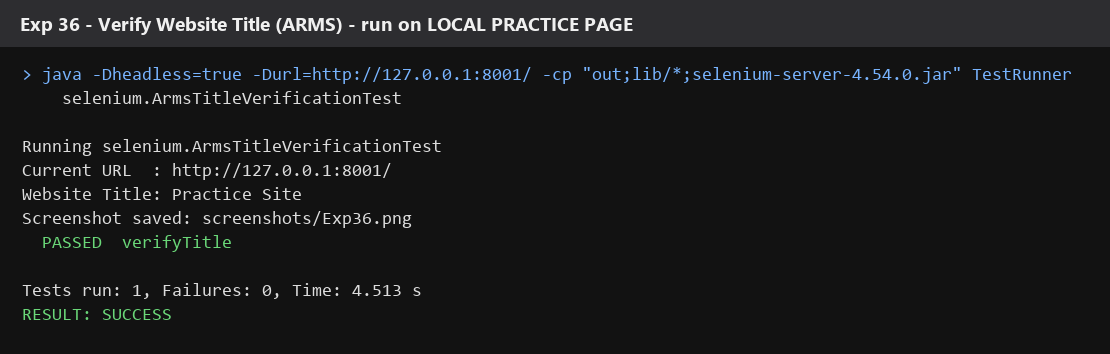 Exp 36 - Verify Website Title (ARMS) - run on LOCAL PRACTICE PAGE
> java -Dheadless=true -Durl=http://127.0.0.1:8001/ -cp "out;lib/*;selenium-server-4.54.0.jar" TestRunner
selenium.ArmsTitleVerificationTest
Running selenium.ArmsTitleVerificationTest
Current URL  : http://127.0.0.1:8001/
Website Title: Practice Site
Screenshot saved: screenshots/Exp36.png
PASSED  verifyTitle
Tests run: 1, Failures: 0, Time: 4.513 s
RESULT: SUCCESS